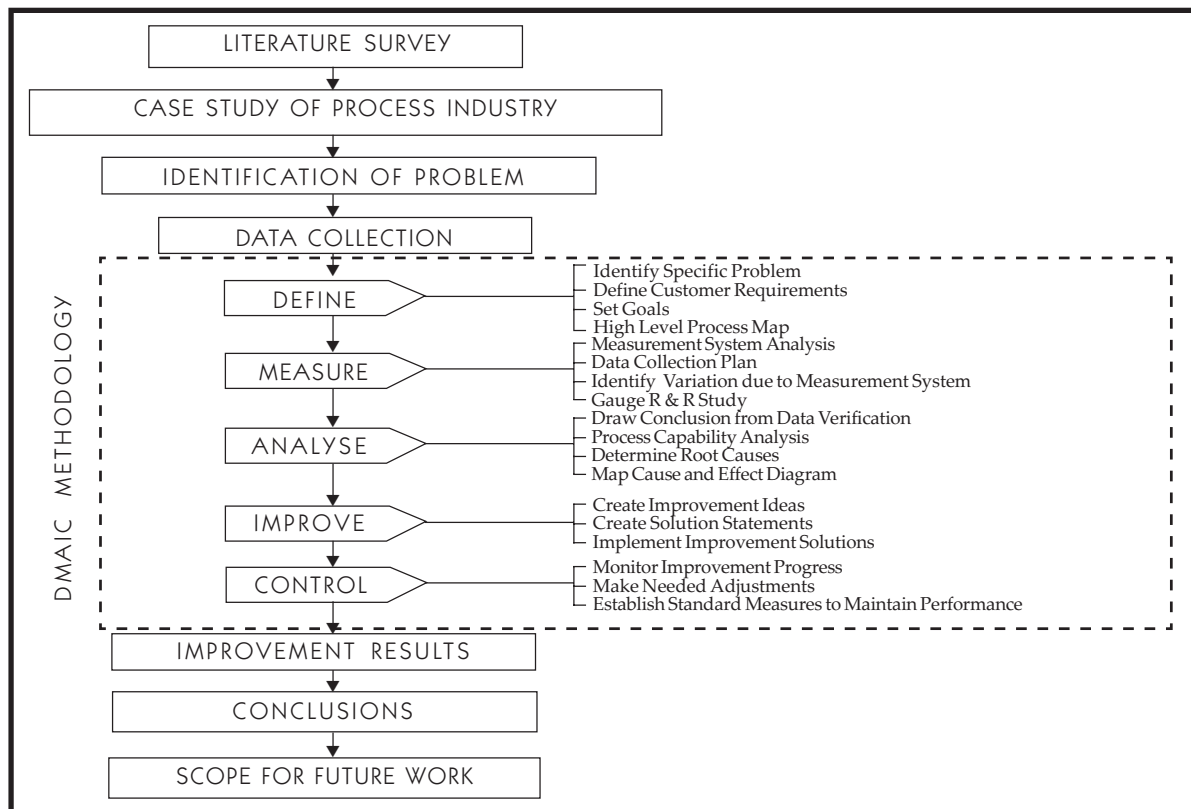 LITERATURE SURVEY
CASE STUDY OF PROCESS INDUSTRY
IDENTIFICATION OF PROBLEM
DATA COLLECTION
DMAIC METHODOLOGY
DEFINE
Identify Specific Problem
Define Customer Requirements
Set Goals
High Level Process Map
MEASURE
Measurement System Analysis
Data Collection Plan
Identify Variation due to Measurement System
Gauge R & R Study
ANALYSE
Draw Conclusion from Data Verification
Process Capability Analysis
Determine Root Causes
Map Cause and Effect Diagram
IMPROVE
Create Improvement Ideas
Create Solution Statements
Implement Improvement Solutions
CONTROL
Monitor Improvement Progress
Make Needed Adjustments
Establish Standard Measures to Maintain Performance
IMPROVEMENT RESULTS
CONCLUSIONS
SCOPE FOR FUTURE WORK